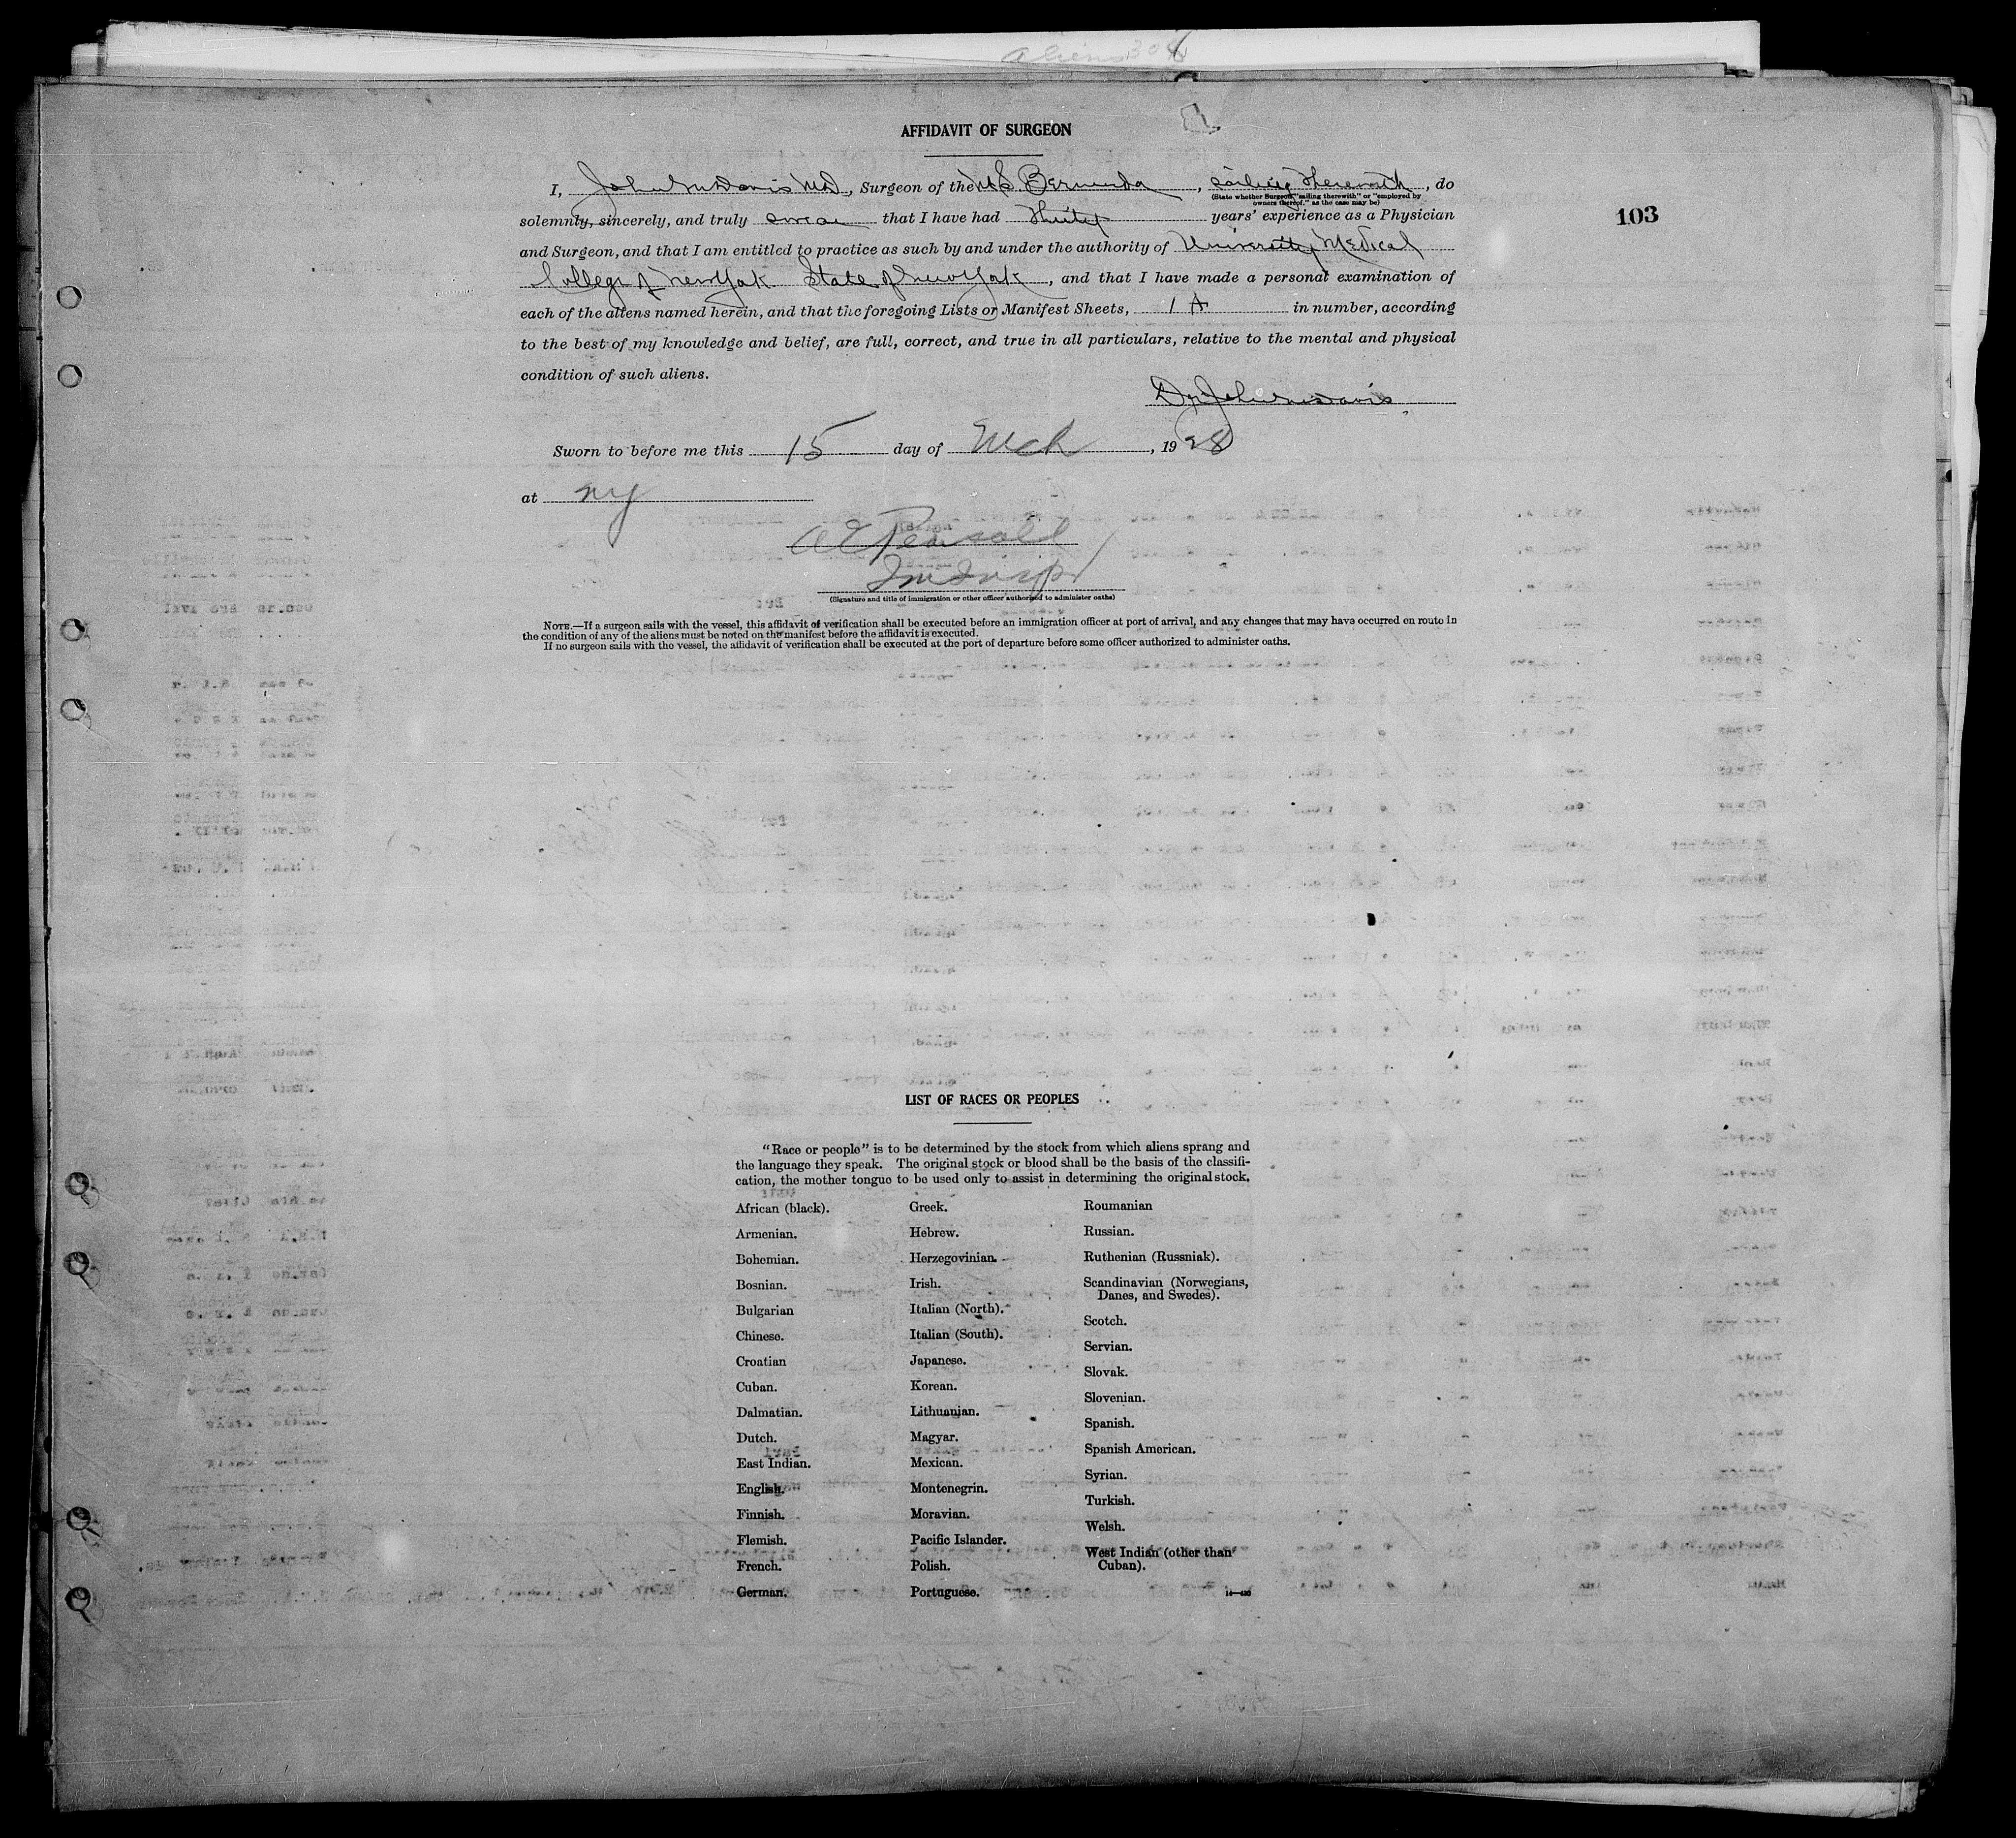 Aliens 306
AFFIDAVIT OF SURGEON
I, John M Davis MD, Surgeon of the M.S. Bermuda, sailing therewith, do
(State whether Surgeon "sailing therewith" or "employed by
owners thereof," as the case may be)
solemnly, sincerely, and truly swear that I have had Thirty years' experience as a Physician
103
and Surgeon, and that I am entitled to practice as such by and under the authority of University Medical
College of New York State of New York, and that I have made a personal examination of
each of the aliens named herein, and that the foregoing Lists or Manifest Sheets, 1 A in number, according
to the best of my knowledge and belief, are full, correct, and true in all particulars, relative to the mental and physical
condition of such aliens.
Dr John M Davis
Sworn to before me this 15 day of Mch, 1928
at NY
A E Pearsall
Im Insp
(Signature and title of immigration or other officer authorized to administer oaths)
NOTE.—If a surgeon sails with the vessel, this affidavit of verification shall be executed before an immigration officer at port of arrival, and any changes that may have occurred en route in
the condition of any of the aliens must be noted on the manifest before the affidavit is executed.
If no surgeon sails with the vessel, the affidavit of verification shall be executed at the port of departure before some officer authorized to administer oaths.
LIST OF RACES OR PEOPLES
"Race or people" is to be determined by the stock from which aliens sprang and
the language they speak. The original stock or blood shall be the basis of the classifi-
cation, the mother tongue to be used only to assist in determining the original stock.
African (black).
Armenian.
Bohemian.
Bosnian.
Bulgarian
Chinese.
Croatian
Cuban.
Dalmatian.
Dutch.
East Indian.
English.
Finnish.
Flemish.
French.
German.
Greek.
Hebrew.
Herzegovinian.
Irish.
Italian (North).
Italian (South).
Japanese.
Korean.
Lithuanian.
Magyar.
Mexican.
Montenegrin.
Moravian.
Pacific Islander.
Polish.
Portuguese.
Roumanian
Russian.
Ruthenian (Russniak).
Scandinavian (Norwegians,
Danes, and Swedes).
Scotch.
Servian.
Slovak.
Slovenian.
Spanish.
Spanish American.
Syrian.
Turkish.
Welsh.
West Indian (other than
Cuban).
14—430